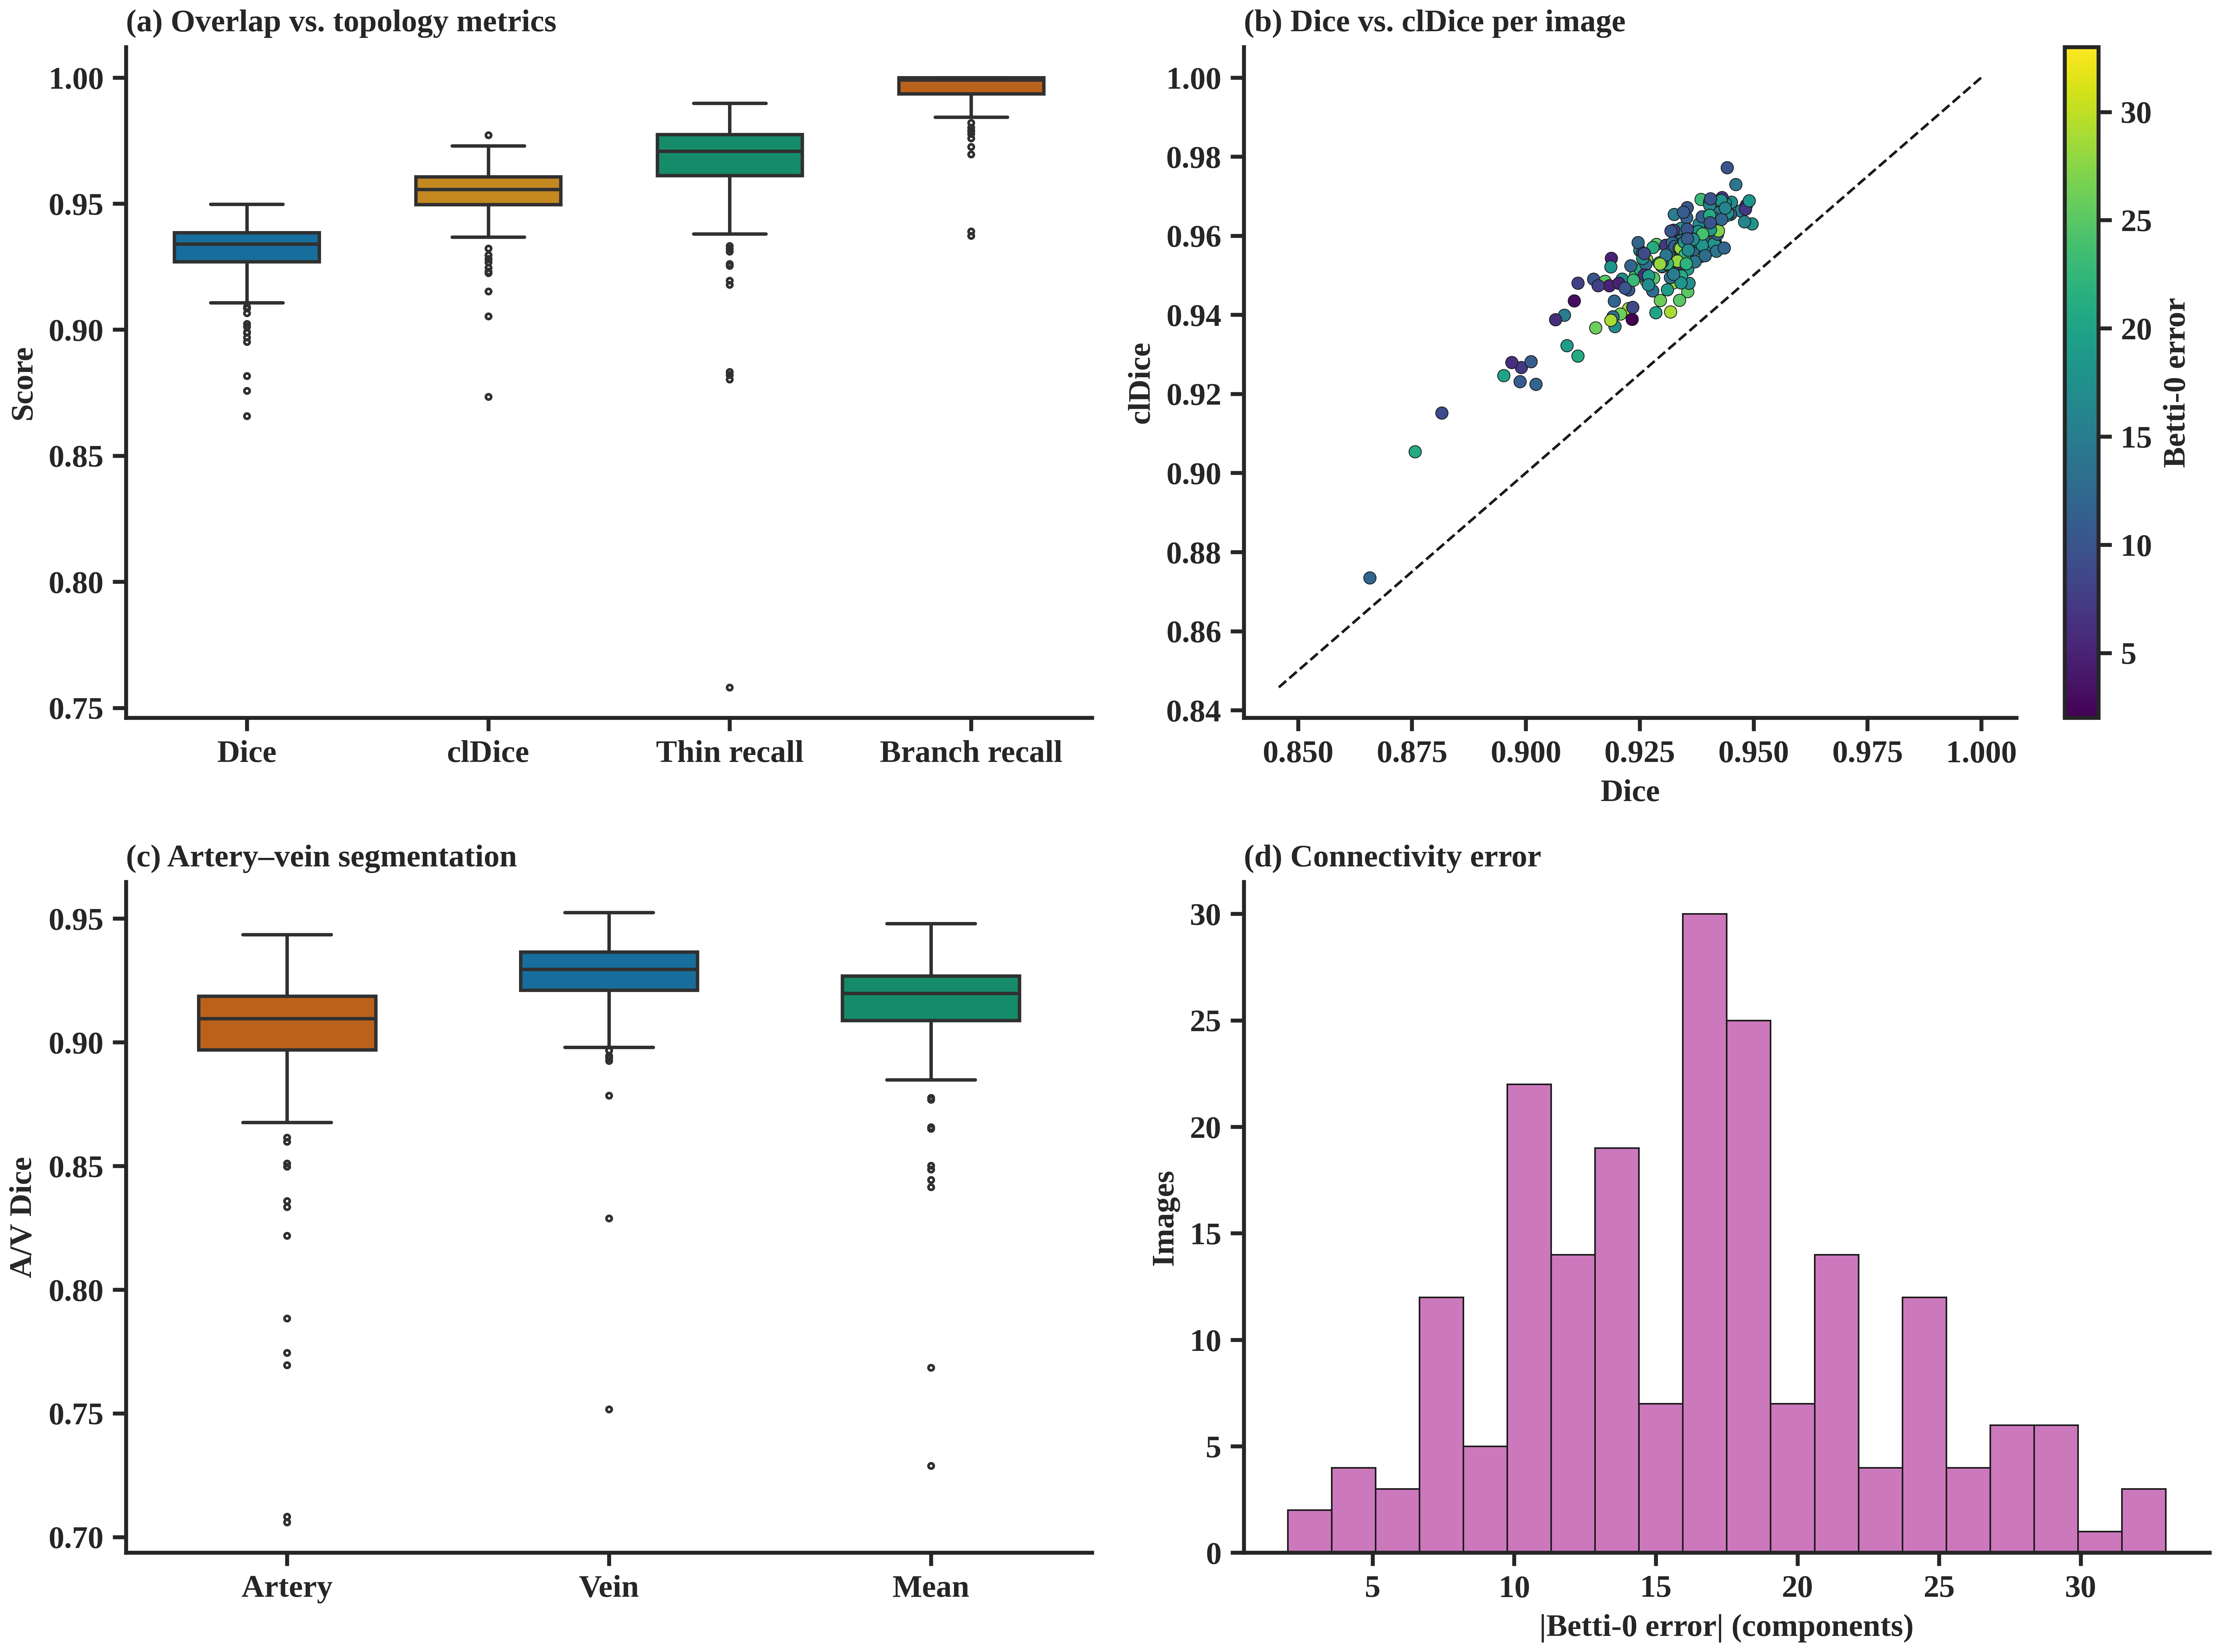 (a) Overlap vs. topology metrics
Score
1.00
0.95
0.90
0.85
0.80
0.75
Dice
clDice
Thin recall
Branch recall
(b) Dice vs. clDice per image
clDice
1.00
0.98
0.96
0.94
0.92
0.90
0.88
0.86
0.84
0.850
0.875
0.900
0.925
0.950
0.975
1.000
Dice
30
25
20
15
10
5
Betti-0 error
(c) Artery–vein segmentation
A/V Dice
0.95
0.90
0.85
0.80
0.75
0.70
Artery
Vein
Mean
(d) Connectivity error
Images
30
25
20
15
10
5
0
5
10
15
20
25
30
|Betti-0 error| (components)